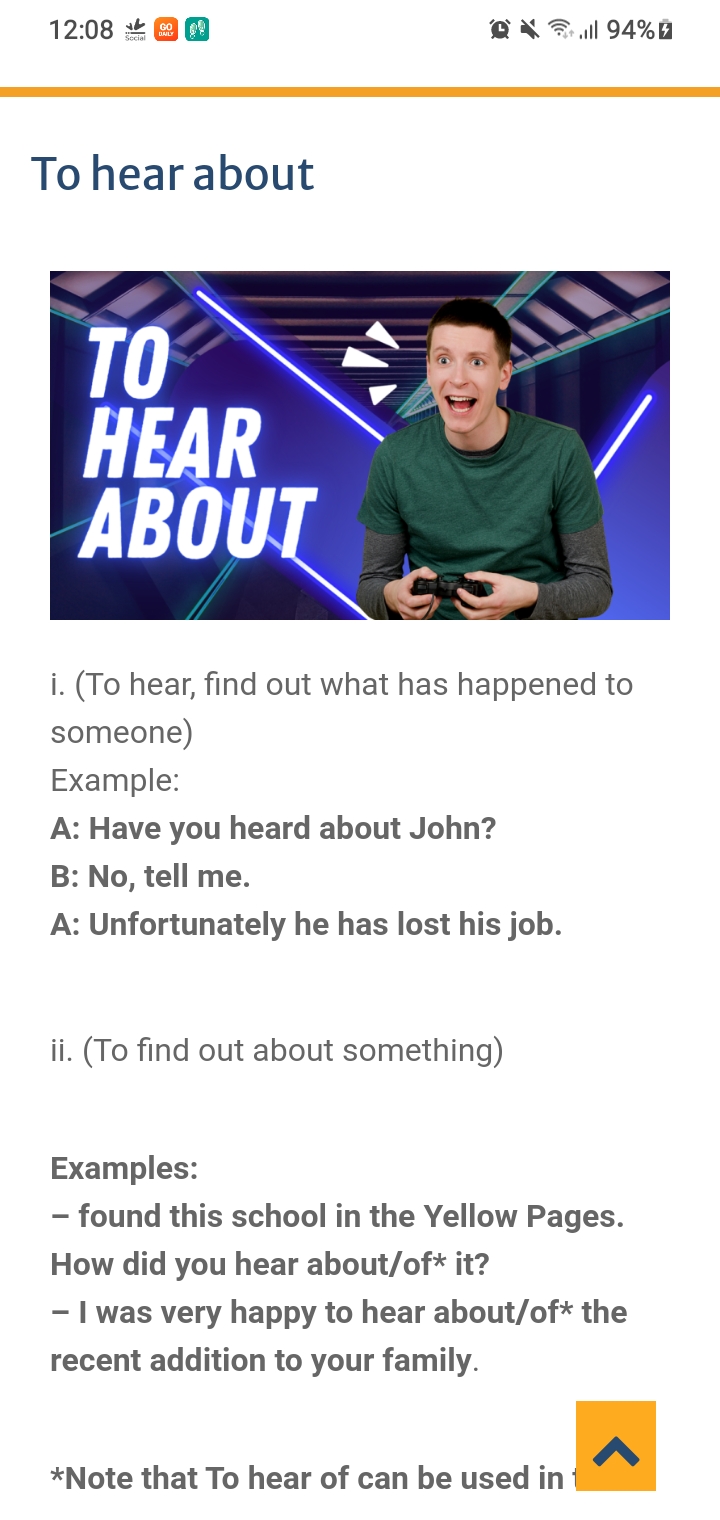 12:08
Social
GO
DAILY
94%
To hear about
TO
HEAR
ABOUT
i. (To hear, find out what has happened to
someone)
Example:
A: Have you heard about John?
B: No, tell me.
A: Unfortunately he has lost his job.
ii. (To find out about something)
Examples:
– found this school in the Yellow Pages.
How did you hear about/of* it?
– I was very happy to hear about/of* the
recent addition to your family.
*Note that To hear of can be used in